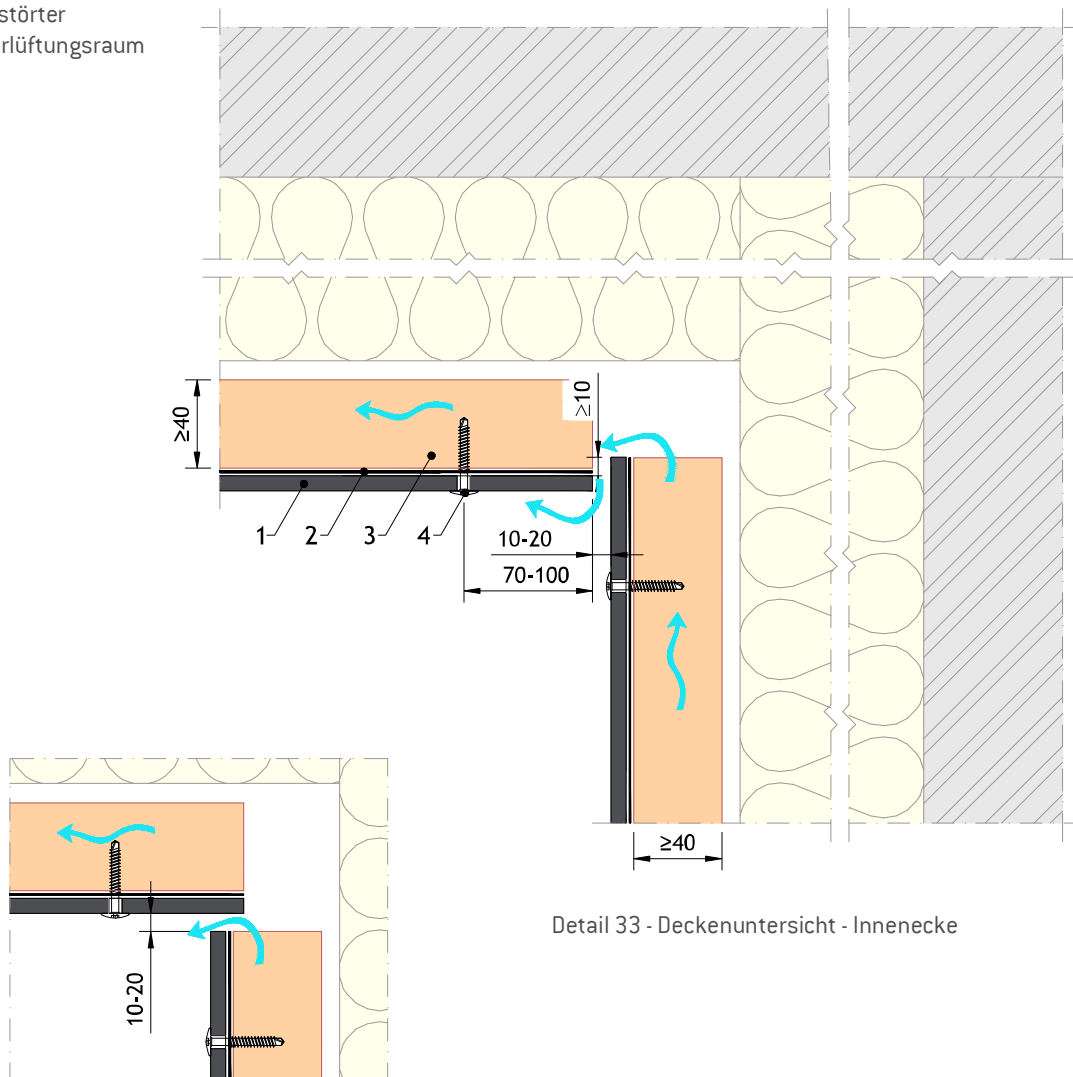 störter
rlüftungsraum
≥40
≥10
1 2 3 4
10-20
70-100
≥40
10-20
Detail 33 - Deckenuntersicht - Innenecke